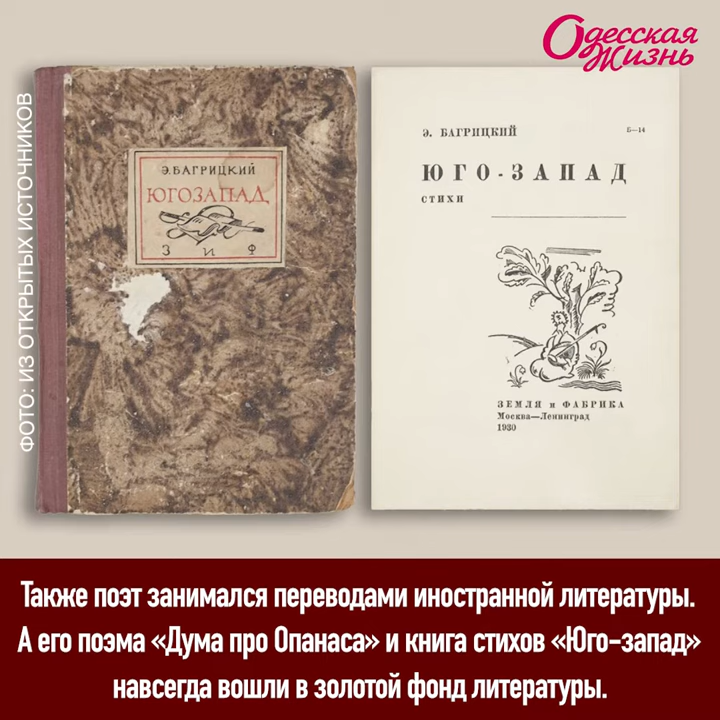 Одесская
Жизнь
ФОТО: ИЗ ОТКРЫТЫХ ИСТОЧНИКОВ
Э. БАГРИЦКИЙ
ЮГОЗАПАД
З И Ф
Э. БАГРИЦКИЙ
Б—14
ЮГО-ЗАПАД
СТИХИ
ЗЕМЛЯ и ФАБРИКА
Москва—Ленинград
1930
Также поэт занимался переводами иностранной литературы.
А его поэма «Дума про Опанаса» и книга стихов «Юго-запад»
навсегда вошли в золотой фонд литературы.